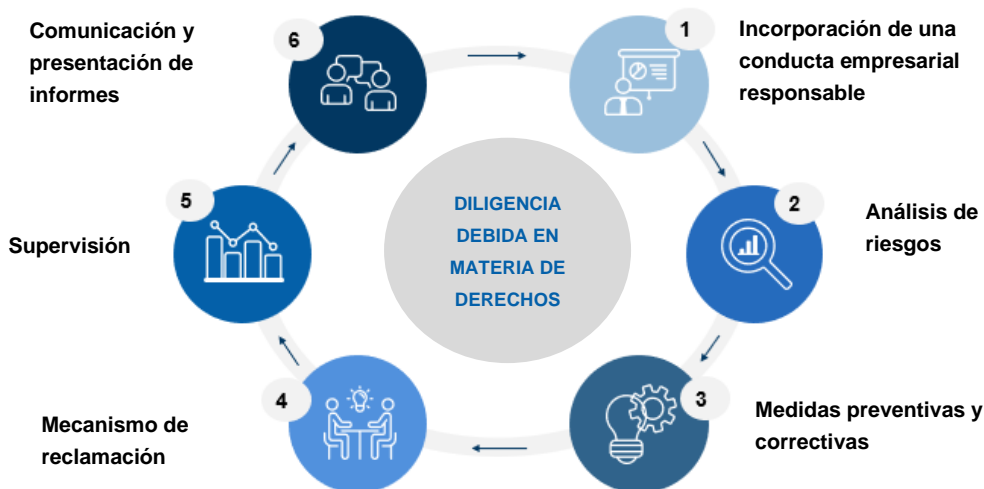 6
Comunicación y
presentación de
informes
1
Incorporación de una
conducta empresarial
responsable
5
Supervisión
DILIGENCIA
DEBIDA EN
MATERIA DE
DERECHOS
2
Análisis de
riesgos
4
Mecanismo de
reclamación
3
Medidas preventivas y
correctivas